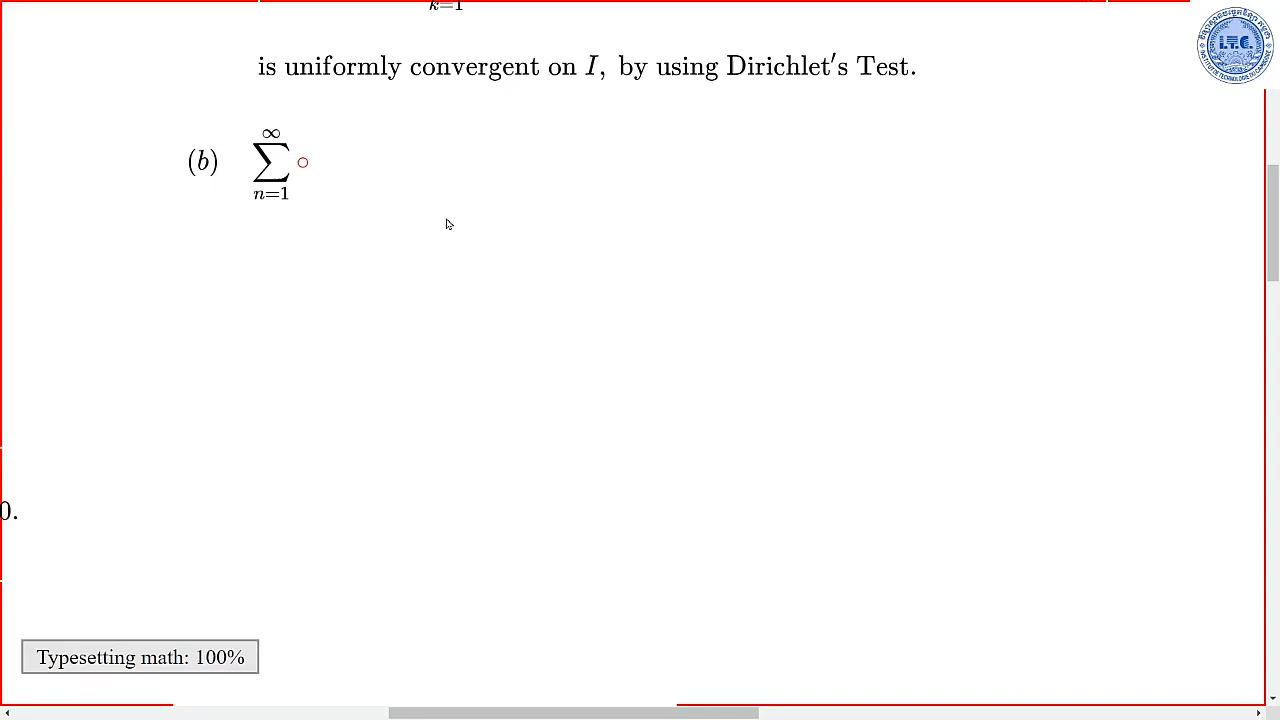 k=1
is uniformly convergent on I, by using Dirichlet′s Test.
(b) ∞ ∑ n=1 ∘
0.
Typesetting math: 100%
I.T.C.